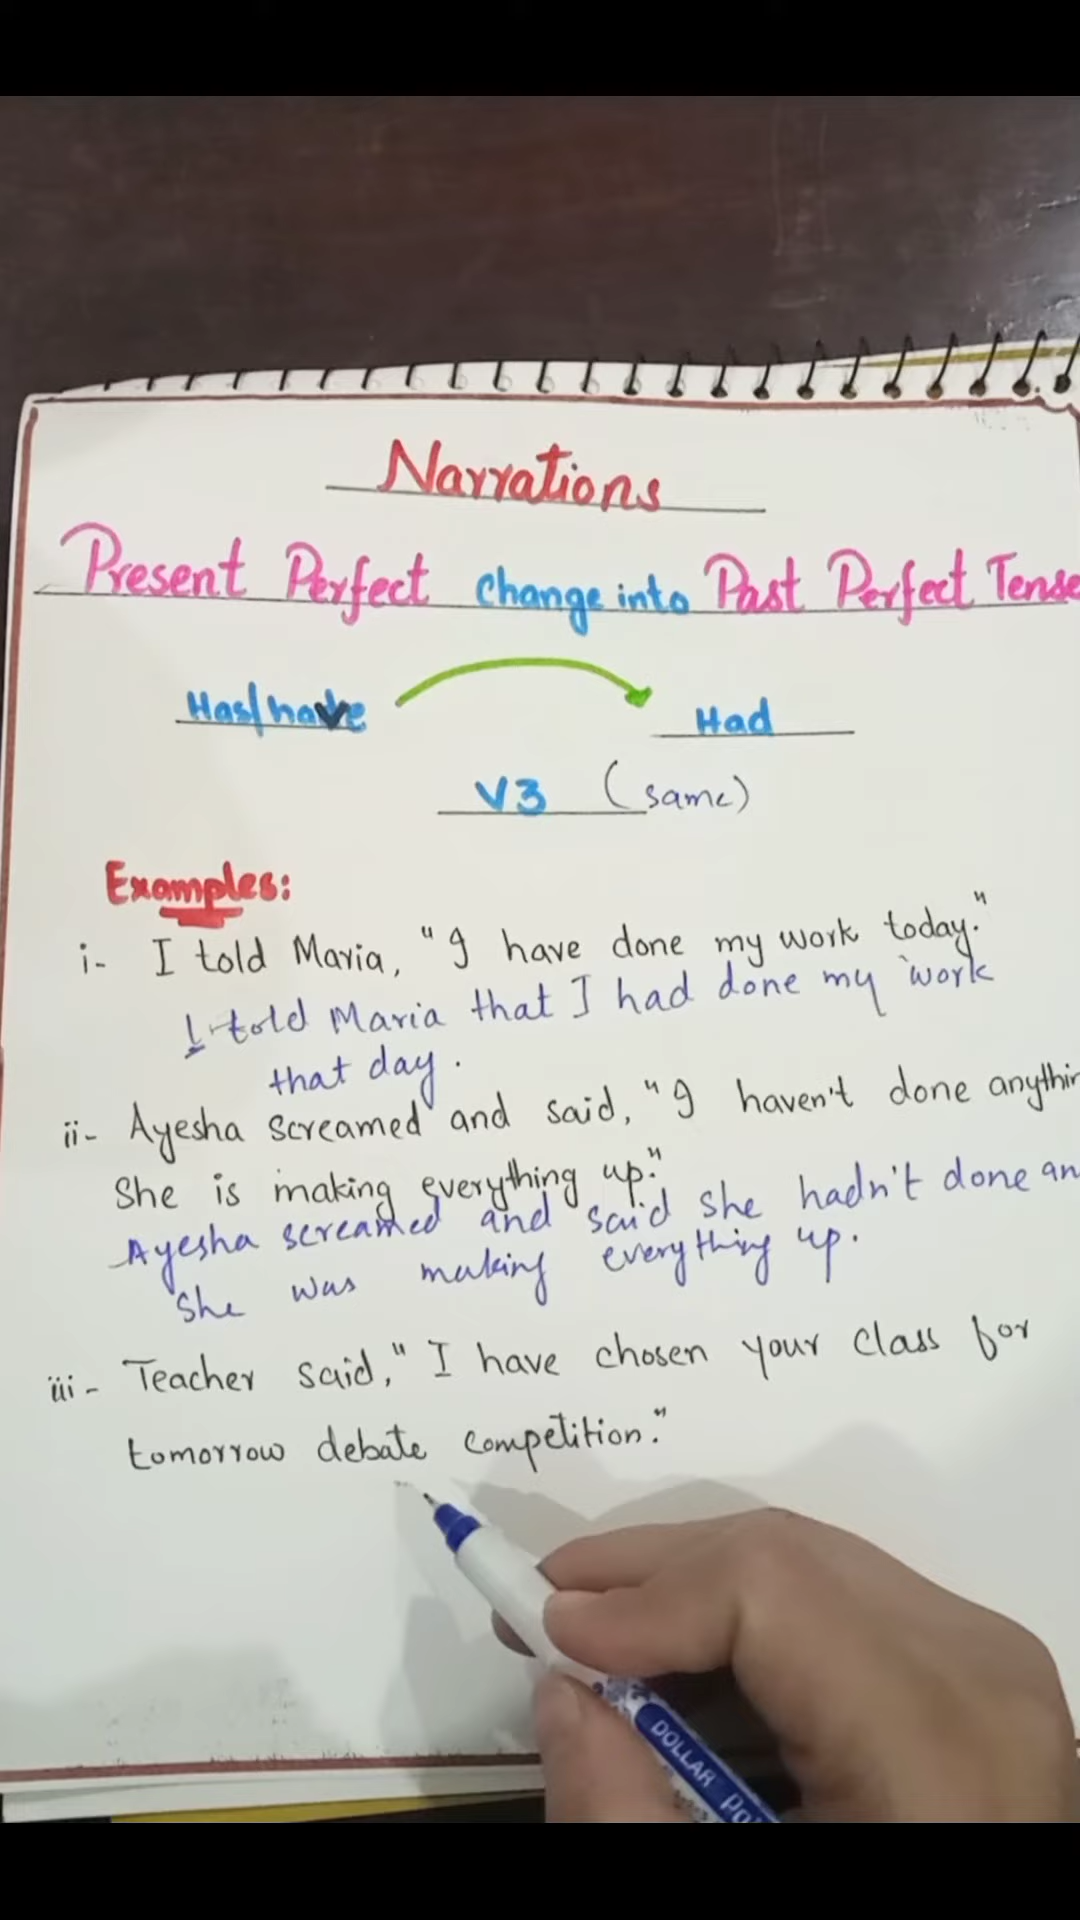 Narrations
Present Perfect change into Past Perfect Tense
Has/have Had
V3 (same)
Examples:
i- I told Maria, "I have done my work today."
I told Maria that I had done my work
that day.
ii- Ayesha screamed and said, "I haven't done
She is making everything up."
Ayesha screamed and said she hadn't done
She was making everything up.
iii- Teacher said, "I have chosen your class for
tomorrow debate competition."
DOLLAR